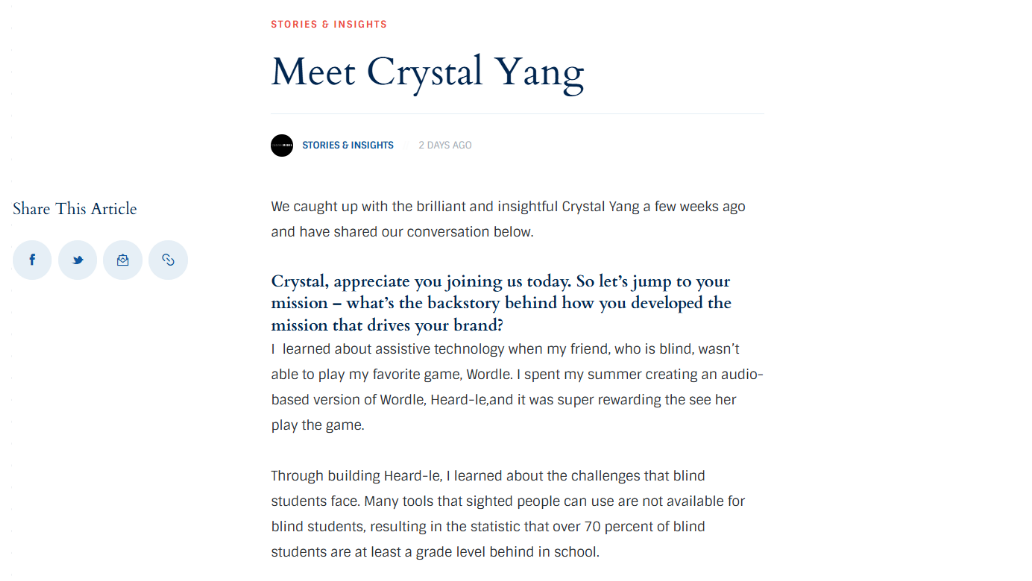 STORIES & INSIGHTS
Meet Crystal Yang
STORIES & INSIGHTS 2 DAYS AGO
Share This Article
We caught up with the brilliant and insightful Crystal Yang a few weeks ago
and have shared our conversation below.
Crystal, appreciate you joining us today. So let's jump to your
mission – what's the backstory behind how you developed the
mission that drives your brand?
I learned about assistive technology when my friend, who is blind, wasn't
able to play my favorite game, Wordle. I spent my summer creating an audio-
based version of Wordle, Heard-le,and it was super rewarding the see her
play the game.
Through building Heard-le, I learned about the challenges that blind
students face. Many tools that sighted people can use are not available for
blind students, resulting in the statistic that over 70 percent of blind
students are at least a grade level behind in school.